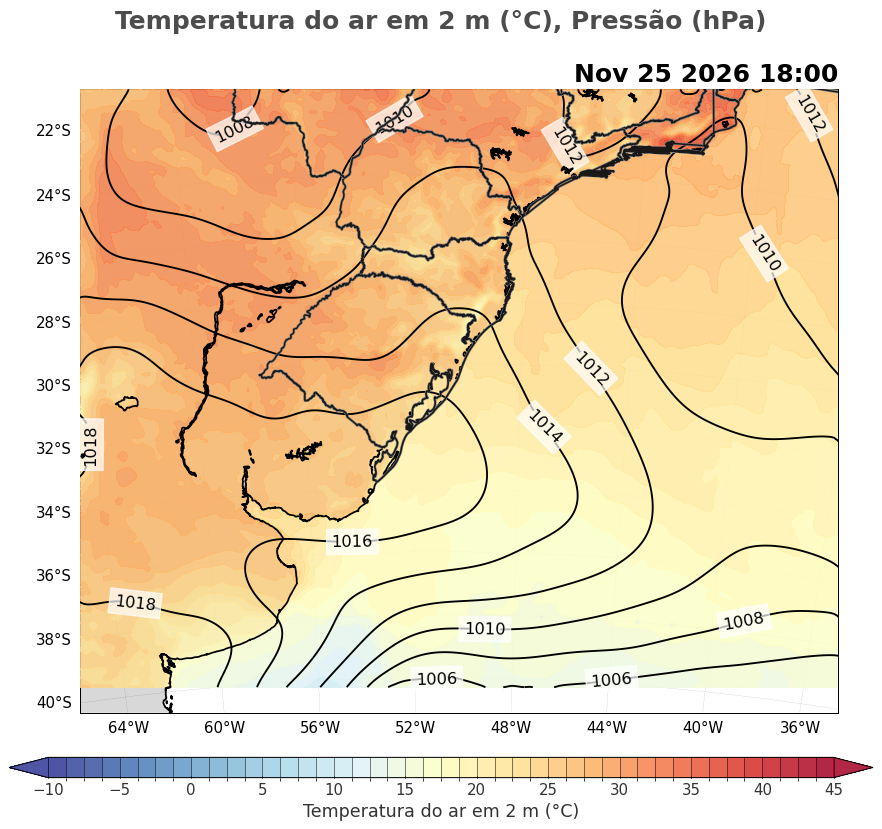 Temperatura do ar em 2 m (°C), Pressão (hPa)
Nov 25 2026 18:00
22°S
24°S
26°S
28°S
30°S
32°S
34°S
36°S
38°S
40°S
1008
1010
1012
1012
1010
1012
1014
1018
1016
1018
1010
1008
1006
1006
64°W 60°W 56°W 52°W 48°W 44°W 40°W 36°W
−10 −5 0 5 10 15 20 25 30 35 40 45
Temperatura do ar em 2 m (°C)